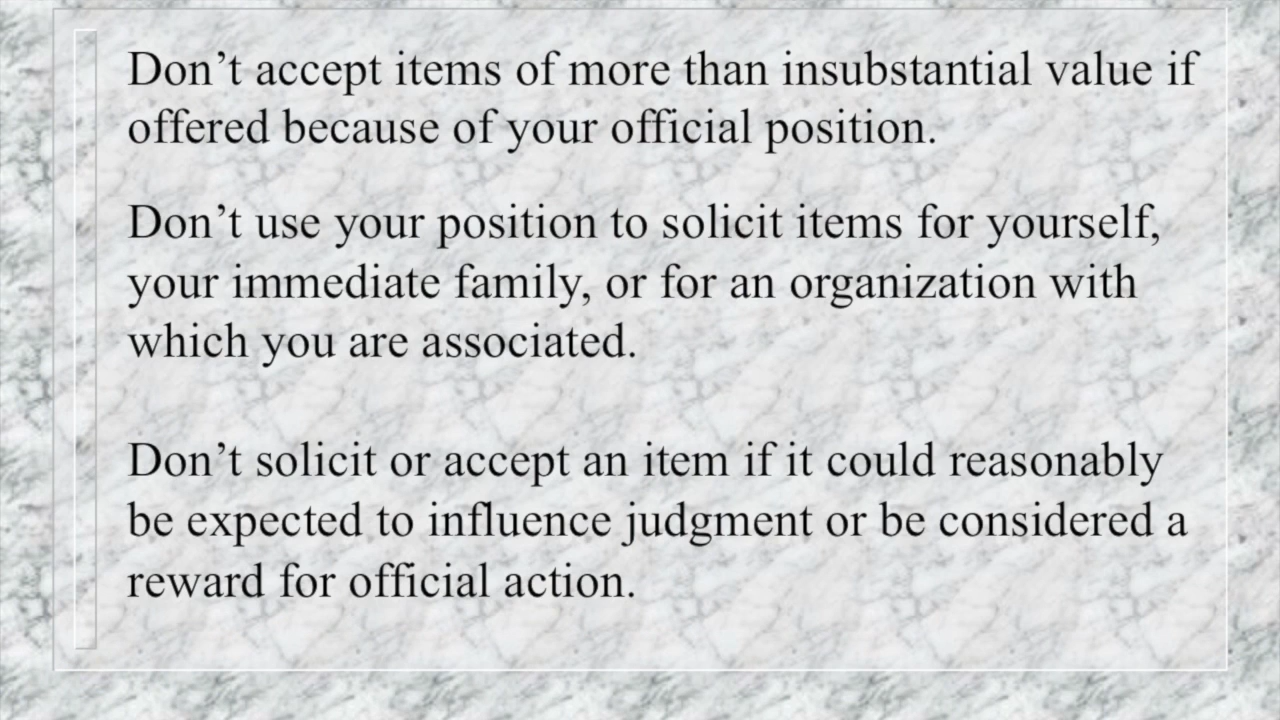 Don’t accept items of more than insubstantial value if
offered because of your official position.
Don’t use your position to solicit items for yourself,
your immediate family, or for an organization with
which you are associated.
Don’t solicit or accept an item if it could reasonably
be expected to influence judgment or be considered a
reward for official action.